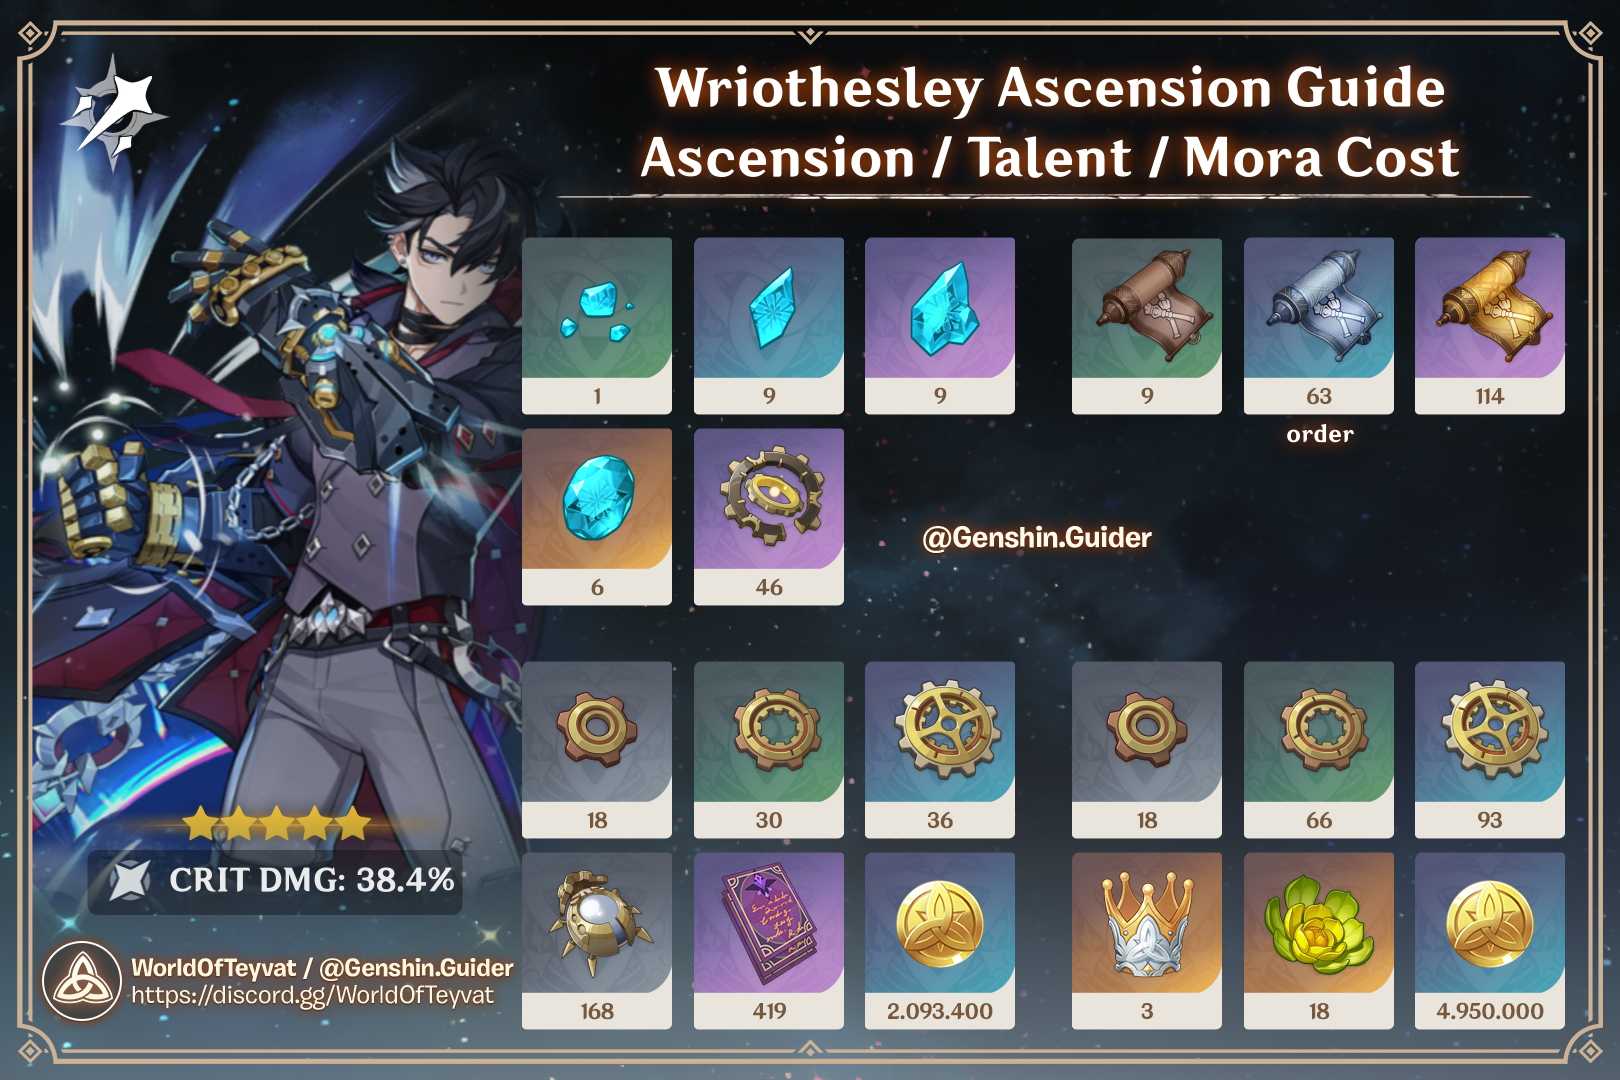 Wriothesley Ascension Guide
Ascension / Talent / Mora Cost
1 9 9 9 63 114
order
6 46
@Genshin.Guider
18 30 36 18 66 93
168 419 2.093.400 3 18 4.950.000
CRIT DMG: 38.4%
WorldOfTeyvat / @Genshin.Guider
https://discord.gg/WorldOfTeyvat